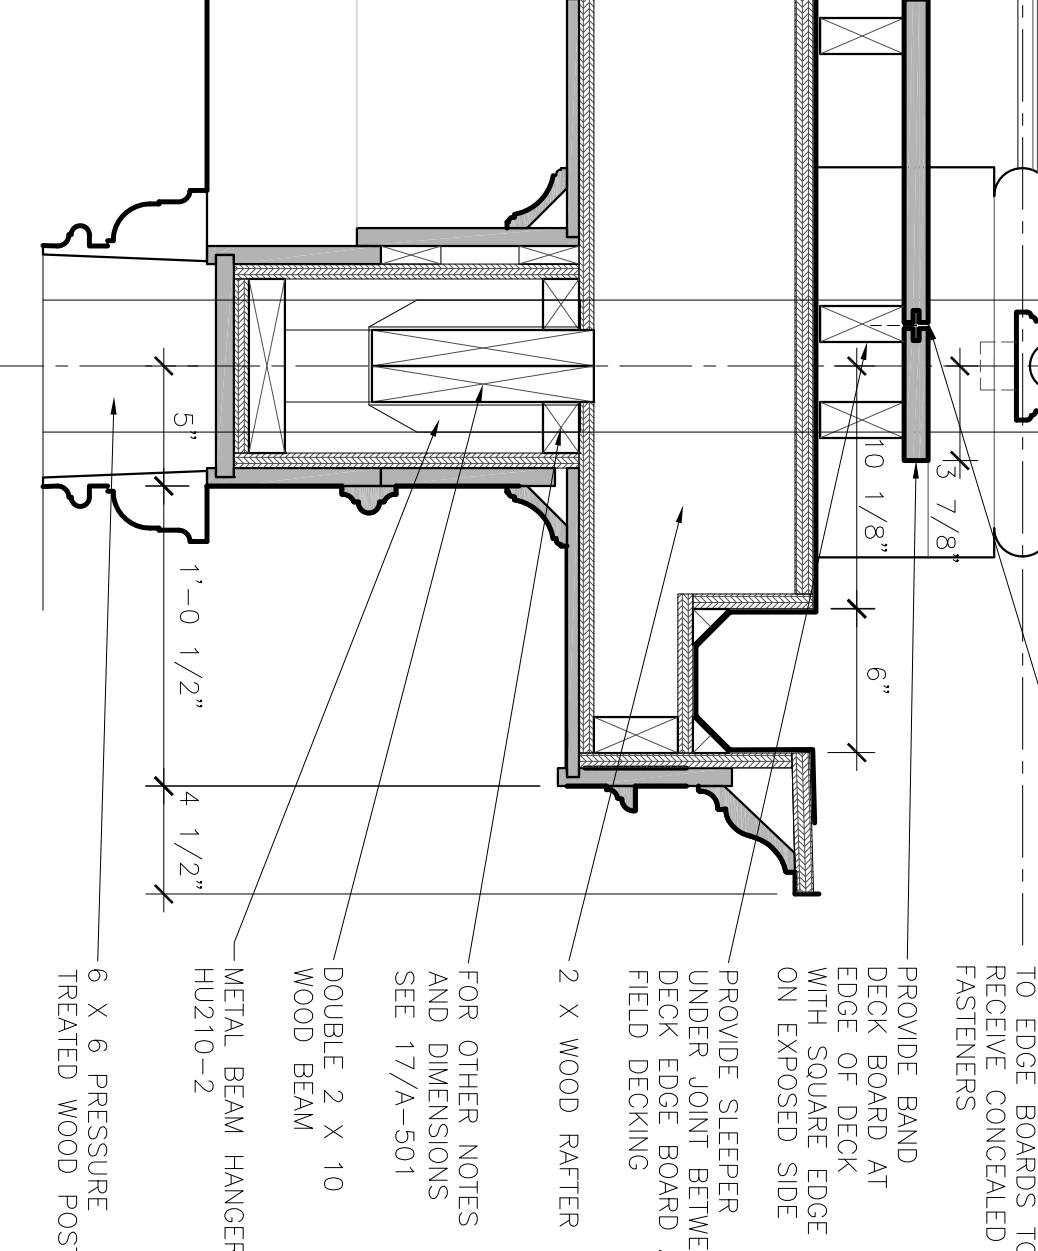 TO EDGE BOARDS TO
RECEIVE CONCEALED
FASTENERS
PROVIDE BAND
DECK BOARD AT
EDGE OF DECK
WITH SQUARE EDGE
ON EXPOSED SIDE
PROVIDE SLEEPER
UNDER JOINT BETWE
DECK EDGE BOARD
FIELD DECKING
2 X WOOD RAFTER
FOR OTHER NOTES
AND DIMENSIONS
SEE 17/A-501
DOUBLE 2 X 10
WOOD BEAM
METAL BEAM HANGER
HU210-2
6 X 6 PRESSURE
TREATED WOOD POST
3 7/8"
10 1/8"
6"
5"
1'-0 1/2"
4 1/2"